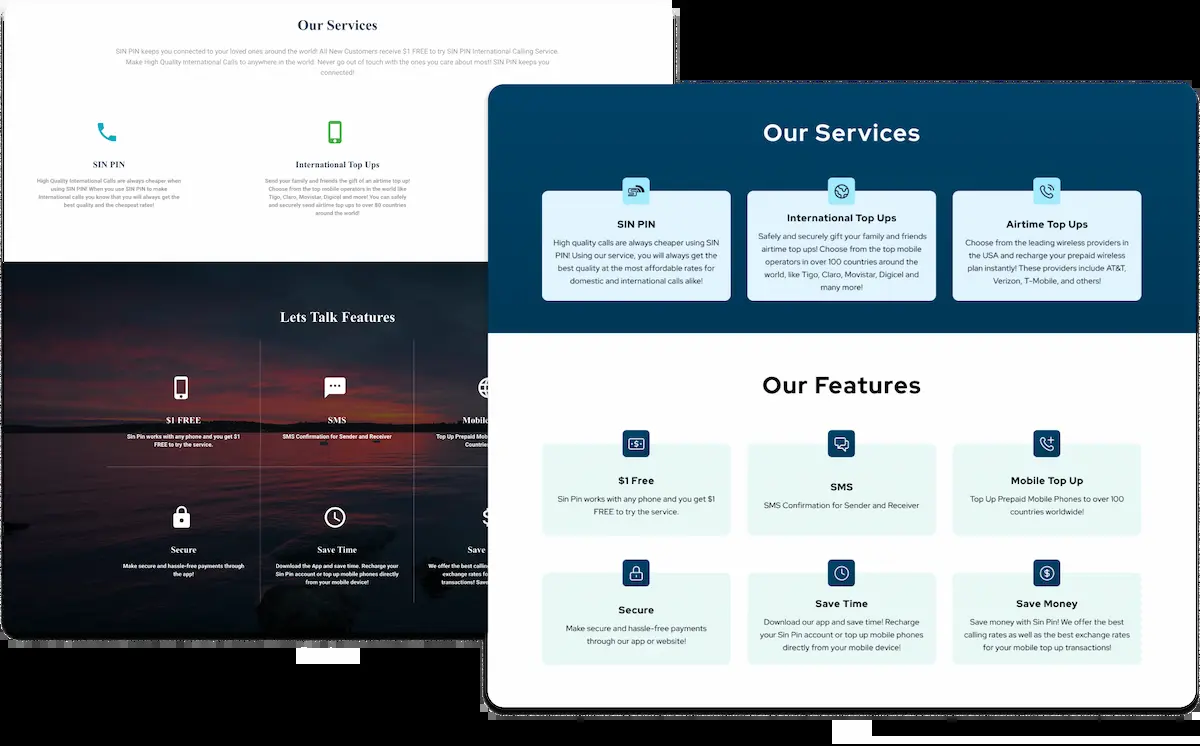 Our Services
SIN PIN keeps you connected to your loved ones around the world! All New Customers receive $1 FREE to try SIN PIN International Calling Service.
Make High Quality International Calls to anywhere in the world. Never go out of touch with the ones you care about most! SIN PIN keeps you
connected!
SIN PIN
High Quality International Calls are always cheaper when
using SIN PIN! When you use SIN PIN to make
International calls you know that you will always get the
best quality and the cheapest rates!
International Top Ups
Send your family and friends the gift of an airtime top up!
Choose from the top mobile operators in the world like
Tigo, Claro, Movistar, Digicel and more! You can safely
and securely send airtime top ups to over 90 countries
around the world!
Lets Talk Features
$1 FREE
Sin Pin works with any phone and you get $1
FREE to try the service.
SMS
SMS Confirmation for Sender and Receiver
Top Up Prepaid
Secure
Make secure and hassle-free payments through
the app!
Save Time
Download the App and save time. Recharge your
Sin Pin account or top up mobile phones directly
from your mobile device!
Save
We offer the best
exchange rates
transactions!
Our Services
SIN PIN
High quality calls are always cheaper using SIN
PIN! Using our service, you will always get the
best quality at the most affordable rates for
domestic and international calls alike!
International Top Ups
Safely and securely gift your family and friends
airtime top ups! Choose from the top mobile
operators in over 100 countries around the
world, like Tigo, Claro, Movistar, Digicel and
many more!
Airtime Top Ups
Choose from the leading wireless providers in
the USA and recharge your prepaid wireless
plan instantly! These providers include AT&T,
Verizon, T-Mobile, and others!
Our Features
$1 Free
Sin Pin works with any phone and you get $1
FREE to try the service.
SMS
SMS Confirmation for Sender and Receiver
Mobile Top Up
Top Up Prepaid Mobile Phones to over 100
countries worldwide!
Secure
Make secure and hassle-free payments
through our app or website!
Save Time
Download our app and save time! Recharge
your Sin Pin account or top up mobile phones
directly from your mobile device!
Save Money
Save money with Sin Pin! We offer the best
calling rates as well as the best exchange rates
for your mobile top up transactions!